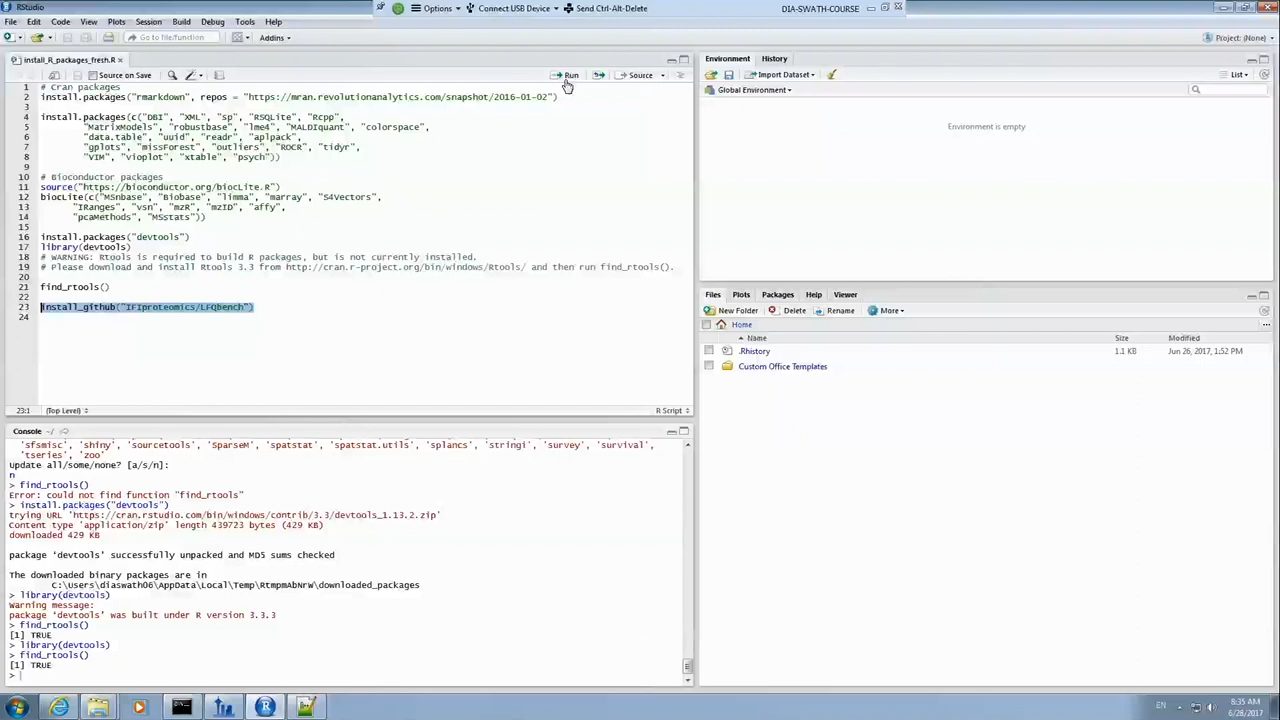 RStudio
Options
Connect USB Device
Send Ctrl-Alt-Delete
DIA-SWATH-COURSE
File Edit Code View Plots Session Build Debug Tools Help
Go to file/function
Addins
Project: (None)
install_R_packages_fresh.R
Source on Save
Run
Source
1 # Cran packages
2 install.packages("rmarkdown", repos = "https://mran.revolutionanalytics.com/snapshot/2016-01-02")
3
4 install.packages(c("DBI", "XML", "sp", "RSQLite", "Rcpp",
5 "MatrixModels", "robustbase", "lme4", "MALDIquant", "colorspace",
6 "data.table", "uuid", "readr", "aplpack",
7 "gplots", "missForest", "outliers", "ROCR", "tidyr",
8 "VIM", "vioplot", "xtable", "psych"))
9
10 # Bioconductor packages
11 source("https://bioconductor.org/biocLite.R")
12 biocLite(c("MSnbase", "Biobase", "limma", "marray", "S4Vectors",
13 "IRanges", "vsn", "mzR", "mzID", "affy",
14 "pcaMethods", "MSstats"))
15
16 install.packages("devtools")
17 library(devtools)
18 # WARNING: Rtools is required to build R packages, but is not currently installed.
19 # Please download and install Rtools 3.3 from http://cran.r-project.org/bin/windows/Rtools/ and then run find_rtools().
20
21 find_rtools()
22
23 install_github("IFIproteomics/LFQbench")
24
23:1 (Top Level) R Script
Console ~/
'sfsmisc', 'shiny', 'sourcetools', 'SparseM', 'spatstat', 'spatstat.utils', 'splancs', 'stringi', 'survey', 'survival',
'tseries', 'zoo'
Update all/some/none? [a/s/n]:
n
> find_rtools()
Error: could not find function "find_rtools"
> install.packages("devtools")
trying URL 'https://cran.rstudio.com/bin/windows/contrib/3.3/devtools_1.13.2.zip'
Content type 'application/zip' length 439723 bytes (429 KB)
downloaded 429 KB
package 'devtools' successfully unpacked and MD5 sums checked
The downloaded binary packages are in
C:\Users\diaswath06\AppData\Local\Temp\RtmpmAbNrW\downloaded_packages
> library(devtools)
Warning message:
package 'devtools' was built under R version 3.3.3
> find_rtools()
[1] TRUE
> library(devtools)
> find_rtools()
[1] TRUE
>
Environment History
Import Dataset
List
Global Environment
Environment is empty
Files Plots Packages Help Viewer
New Folder Delete Rename More
Home
Name Size Modified
.Rhistory 1.1 KB Jun 26, 2017, 1:52 PM
Custom Office Templates
EN
8:35 AM
6/28/2017